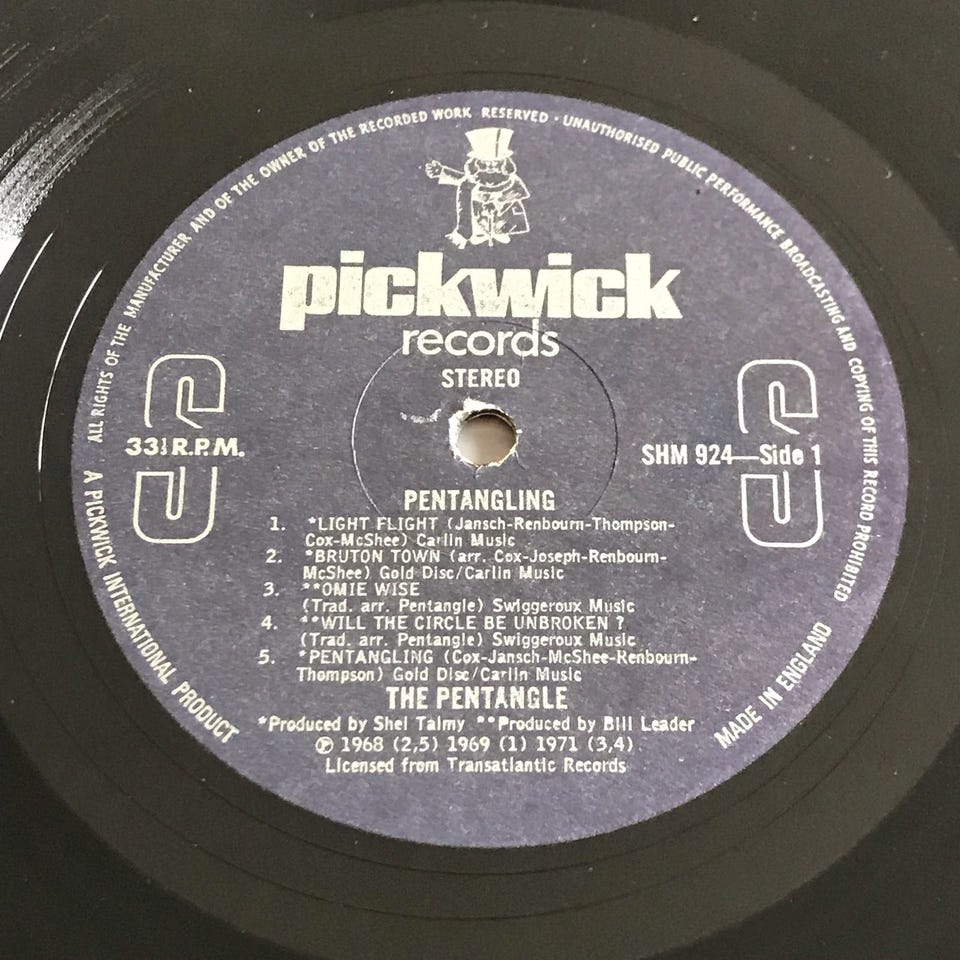 ALL RIGHTS OF THE MANUFACTURER AND OF THE OWNER OF THE RECORDED WORK RESERVED · UNAUTHORISED PUBLIC PERFORMANCE BROADCASTING AND COPYING OF THIS RECORD PROHIBITED
pickwick
records
STEREO
S
S
33⅓ R.P.M.
SHM 924—Side 1
PENTANGLING
1. *LIGHT FLIGHT (Jansch-Renbourn-Thompson-
Cox-McShee) Carlin Music
2. *BRUTON TOWN (arr. Cox-Joseph-Renbourn-
McShee) Gold Disc/Carlin Music
3. **OMIE WISE
(Trad. arr. Pentangle) Swiggeroux Music
4. **WILL THE CIRCLE BE UNBROKEN ?
(Trad. arr. Pentangle) Swiggeroux Music
5. *PENTANGLING (Cox-Jansch-McShee-Renbourn-
Thompson) Gold Disc/Carlin Music
THE PENTANGLE
*Produced by Shel Talmy **Produced by Bill Leader
℗ 1968 (2,5) 1969 (1) 1971 (3,4)
Licensed from Transatlantic Records
A PICKWICK INTERNATIONAL PRODUCT
MADE IN ENGLAND